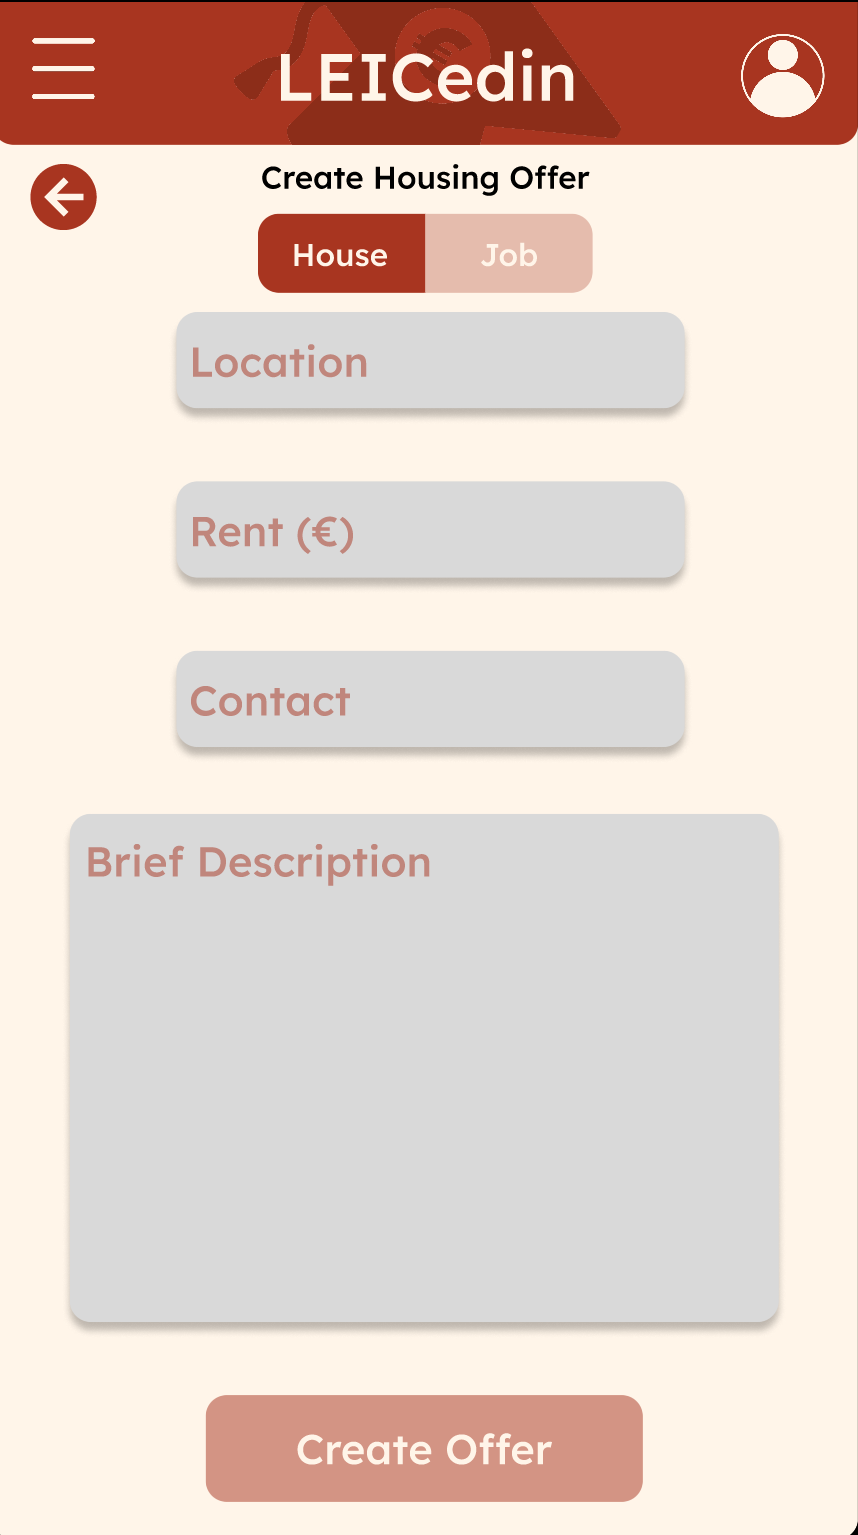 LEICedin
Create Housing Offer
House Job
Location
Rent (€)
Contact
Brief Description
Create Offer